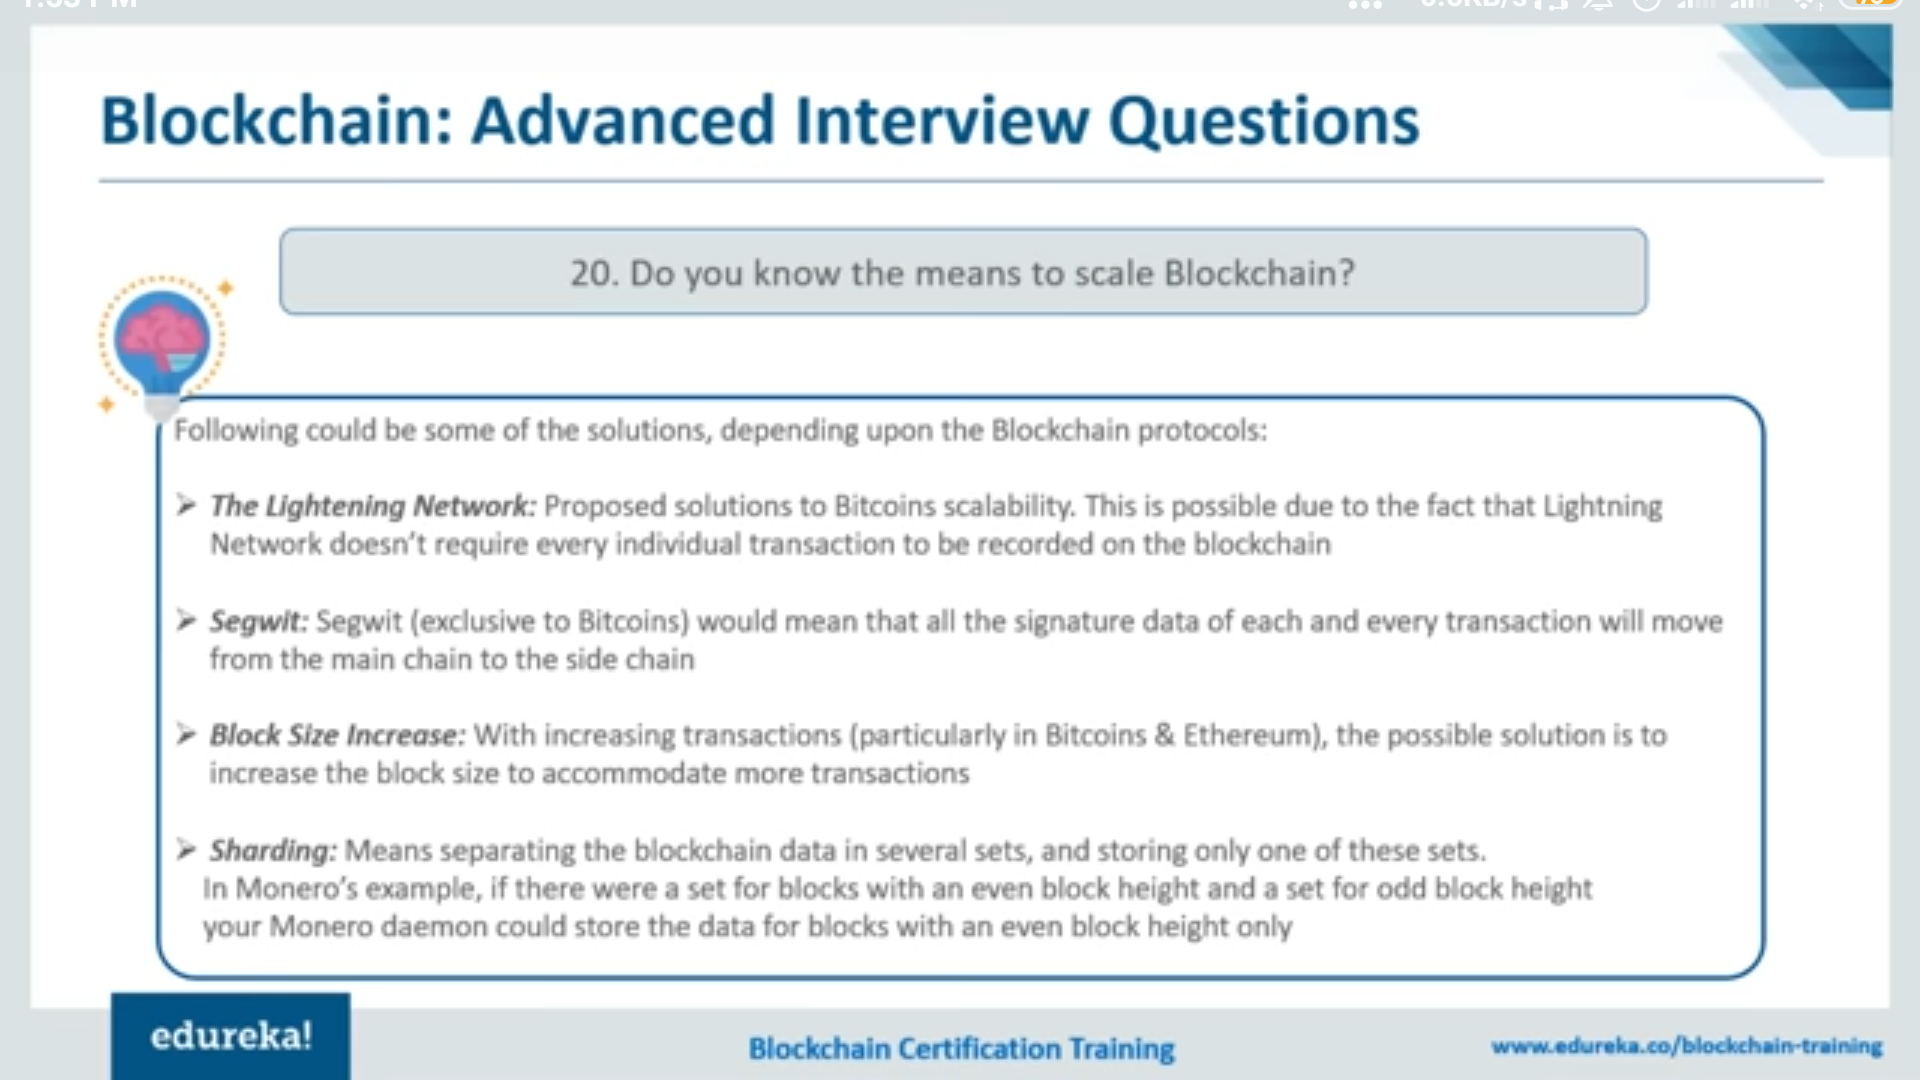 Blockchain: Advanced Interview Questions
20. Do you know the means to scale Blockchain?
Following could be some of the solutions, depending upon the Blockchain protocols:
➤ The Lightening Network: Proposed solutions to Bitcoins scalability. This is possible due to the fact that Lightning
Network doesn’t require every individual transaction to be recorded on the blockchain
➤ Segwit: Segwit (exclusive to Bitcoins) would mean that all the signature data of each and every transaction will move
from the main chain to the side chain
➤ Block Size Increase: With increasing transactions (particularly in Bitcoins & Ethereum), the possible solution is to
increase the block size to accommodate more transactions
➤ Sharding: Means separating the blockchain data in several sets, and storing only one of these sets.
In Monero’s example, if there were a set for blocks with an even block height and a set for odd block height
your Monero daemon could store the data for blocks with an even block height only
edureka!
Blockchain Certification Training
www.edureka.co/blockchain-training